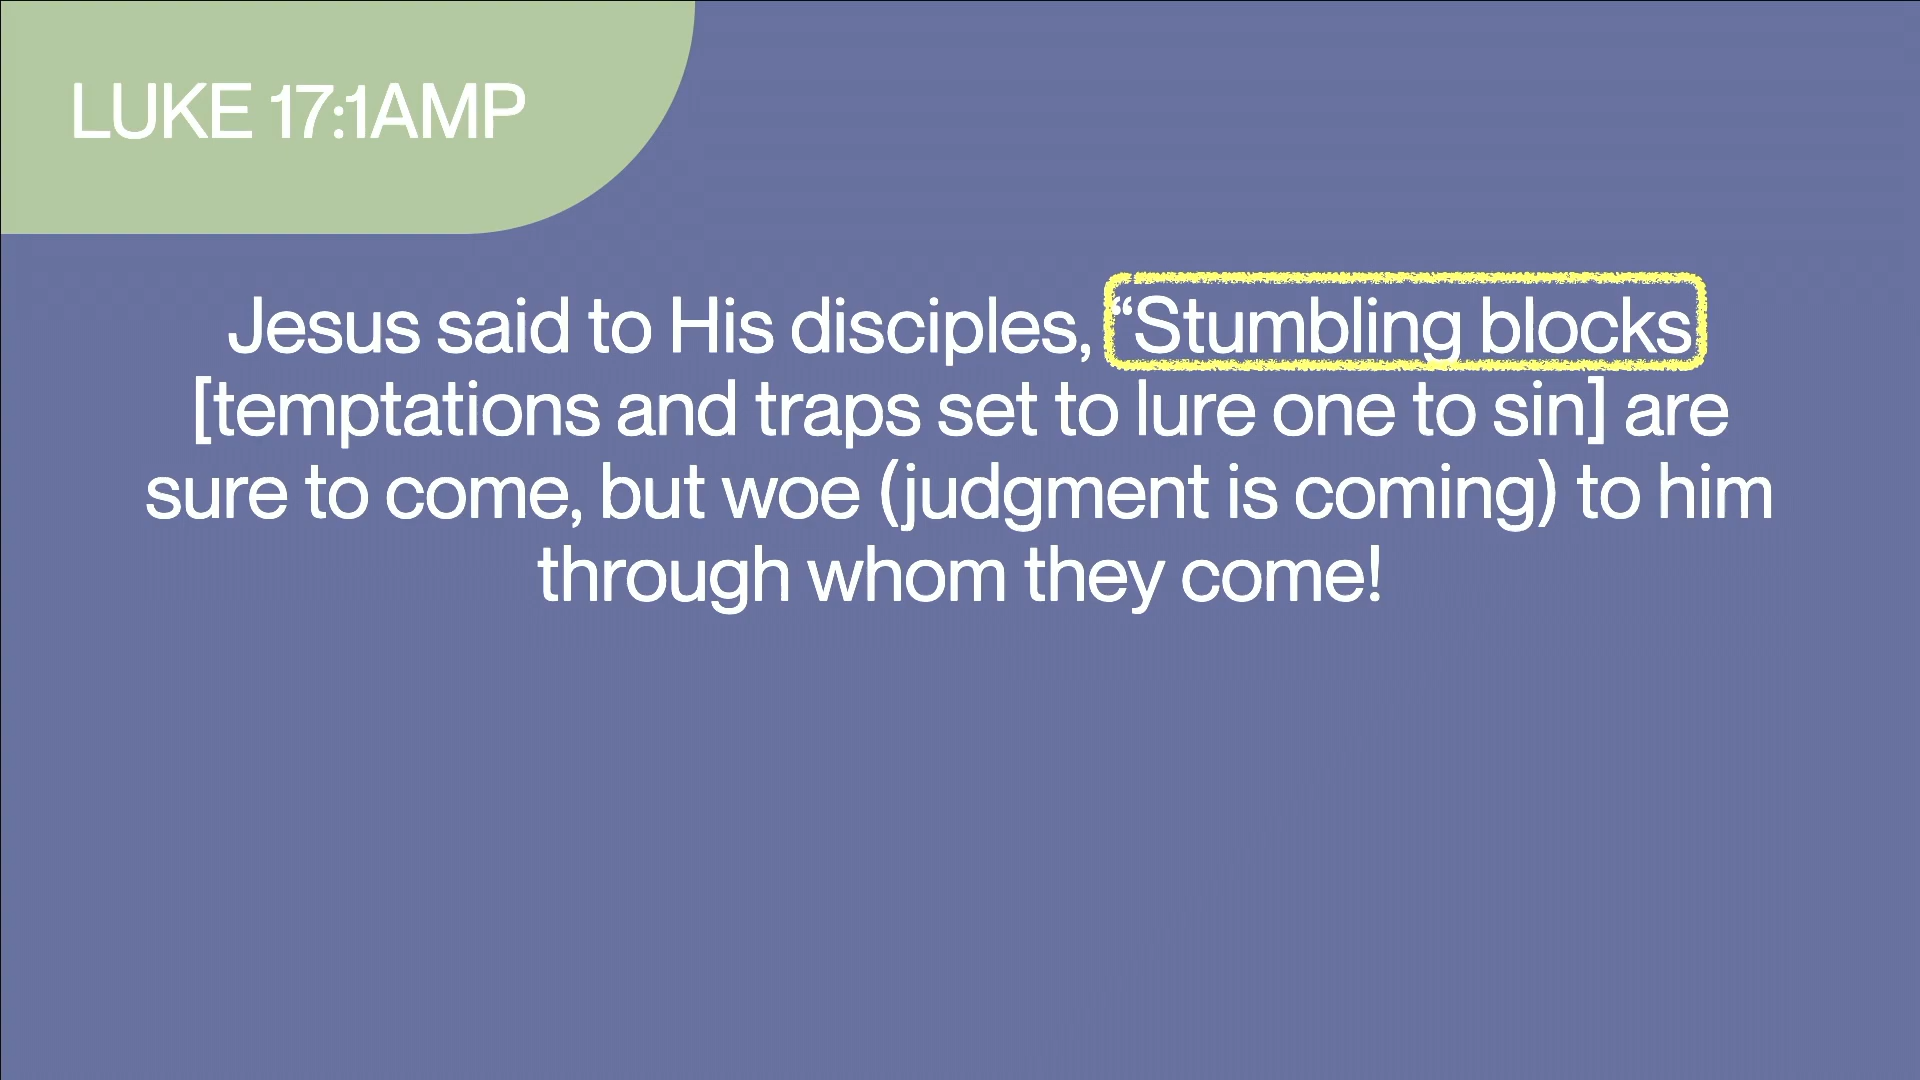 LUKE 17:1AMP
Jesus said to His disciples, “Stumbling blocks
[temptations and traps set to lure one to sin] are
sure to come, but woe (judgment is coming) to him
through whom they come!